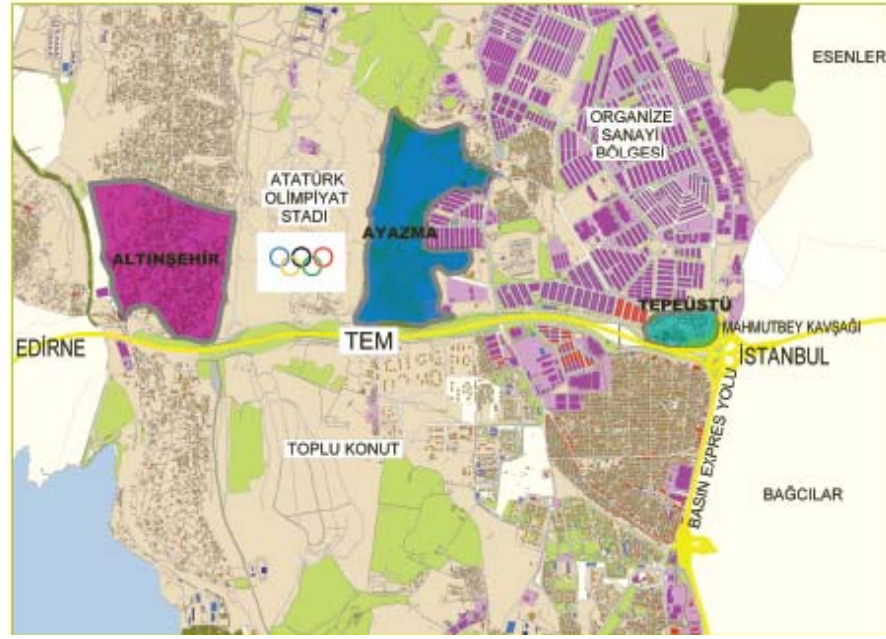 ESENLER
ORGANİZE
SANAYİ
BÖLGESİ
ATATÜRK
OLİMPİYAT
STADI
AYAZMA
ALTINŞEHİR
TEPEÜSTÜ
MAHMUTBEY KAVŞAĞI
EDİRNE
TEM
İSTANBUL
BASIN EXPRES YOLU
TOPLU KONUT
BAĞCILAR